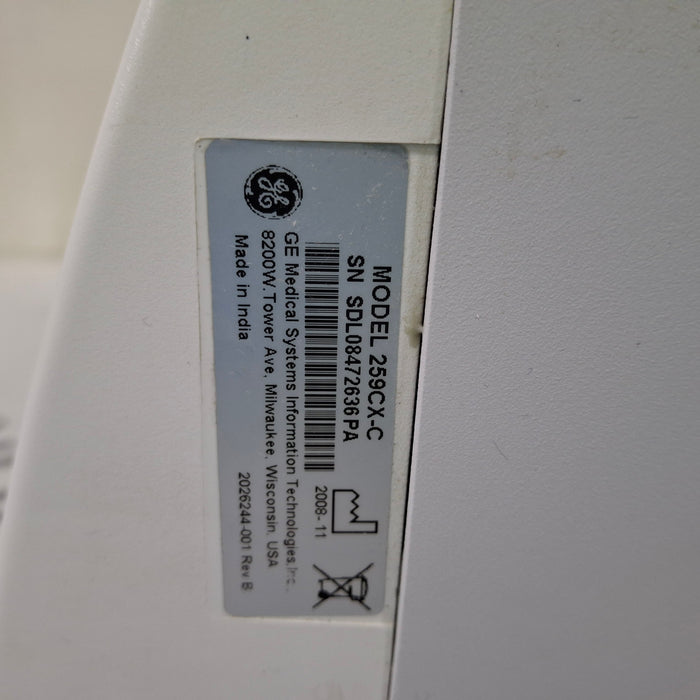 MODEL 259CX-C
SN SDL08472636PA
2008-11
GE Medical Systems Information Technologies,Inc..
8200W.Tower Ave, Milwaukee, Wisconsin, USA
Made in India
2026244-001 Rev B
GE